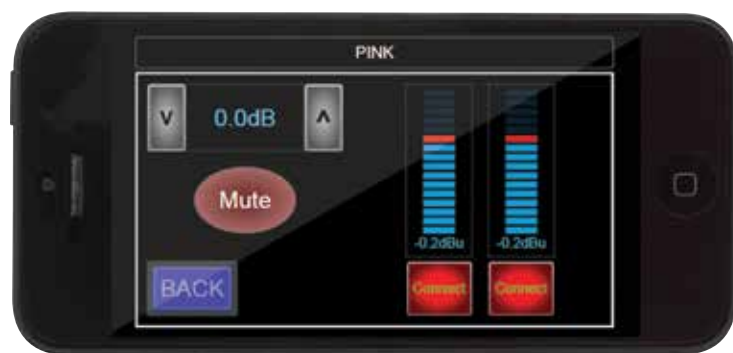 PINK
V
0.0dB
Λ
Mute
-0.2dBu
-0.2dBu
BACK
Connect
Connect